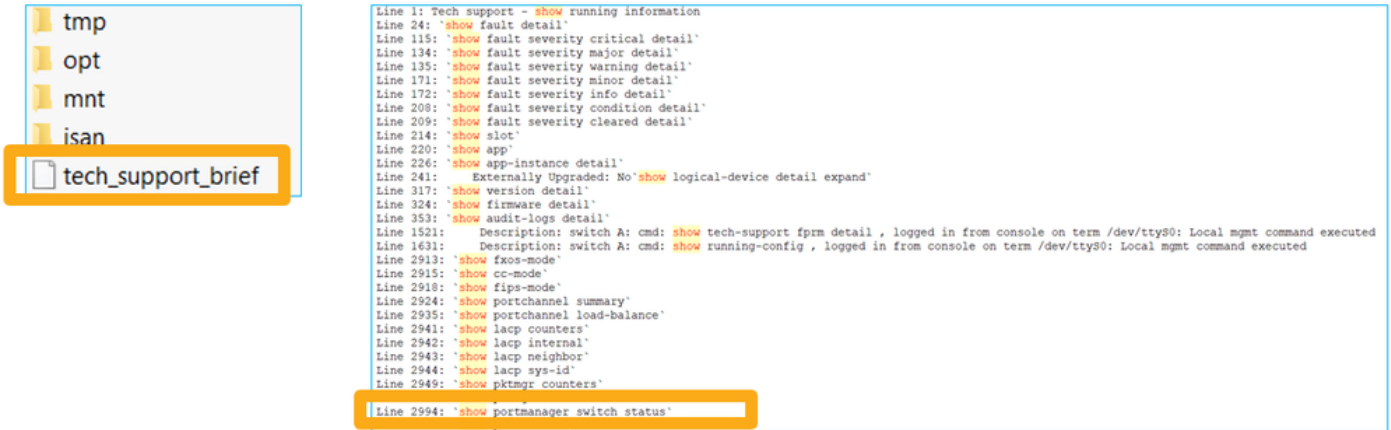 tmp
opt
mnt
isan
tech_support_brief
Line 1: Tech support - show running information
Line 24: `show fault detail`
Line 115: `show fault severity critical detail`
Line 134: `show fault severity major detail`
Line 135: `show fault severity warning detail`
Line 171: `show fault severity minor detail`
Line 172: `show fault severity info detail`
Line 208: `show fault severity condition detail`
Line 209: `show fault severity cleared detail`
Line 214: `show slot`
Line 220: `show app`
Line 226: `show app-instance detail`
Line 241: Externally Upgraded: No`show logical-device detail expand`
Line 317: `show version detail`
Line 324: `show firmware detail`
Line 353: `show audit-logs detail`
Line 1521: Description: switch A: cmd: show tech-support fprm detail , logged in from console on term /dev/ttyS0: Local mgmt command executed
Line 1631: Description: switch A: cmd: show running-config , logged in from console on term /dev/ttyS0: Local mgmt command executed
Line 2913: `show fxos-mode`
Line 2915: `show cc-mode`
Line 2918: `show fips-mode`
Line 2924: `show portchannel summary`
Line 2935: `show portchannel load-balance`
Line 2941: `show lacp counters`
Line 2942: `show lacp internal`
Line 2943: `show lacp neighbor`
Line 2944: `show lacp sys-id`
Line 2949: `show pktmgr counters`
Line 2994: `show portmanager switch status`